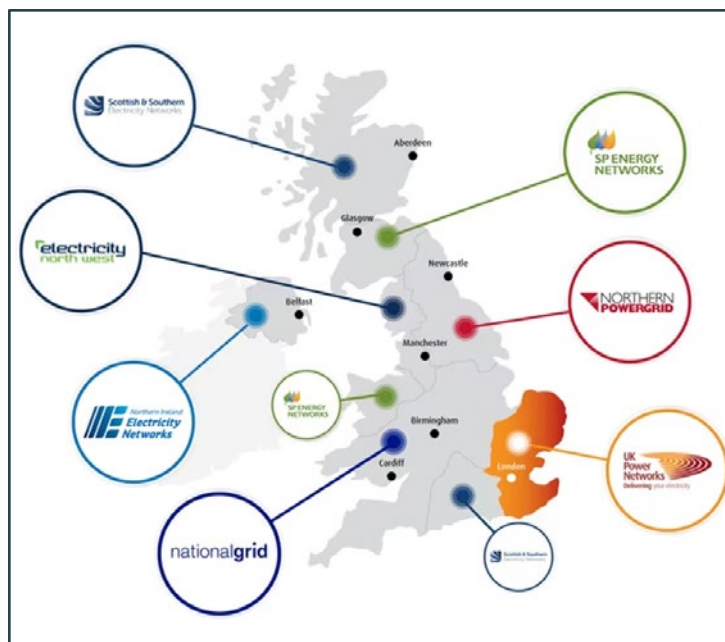 Scottish & Southern
Electricity Networks
Aberdeen
SP ENERGY
NETWORKS
Glasgow
electricity
north west
Newcastle
Belfast
NORTHERN
POWERGRID
Manchester
Northern Ireland
Electricity
Networks
SP ENERGY
NETWORKS
Birmingham
UK
Power
Networks
Delivering your electricity
Cardiff
London
nationalgrid
Scottish & Southern
Electricity Networks